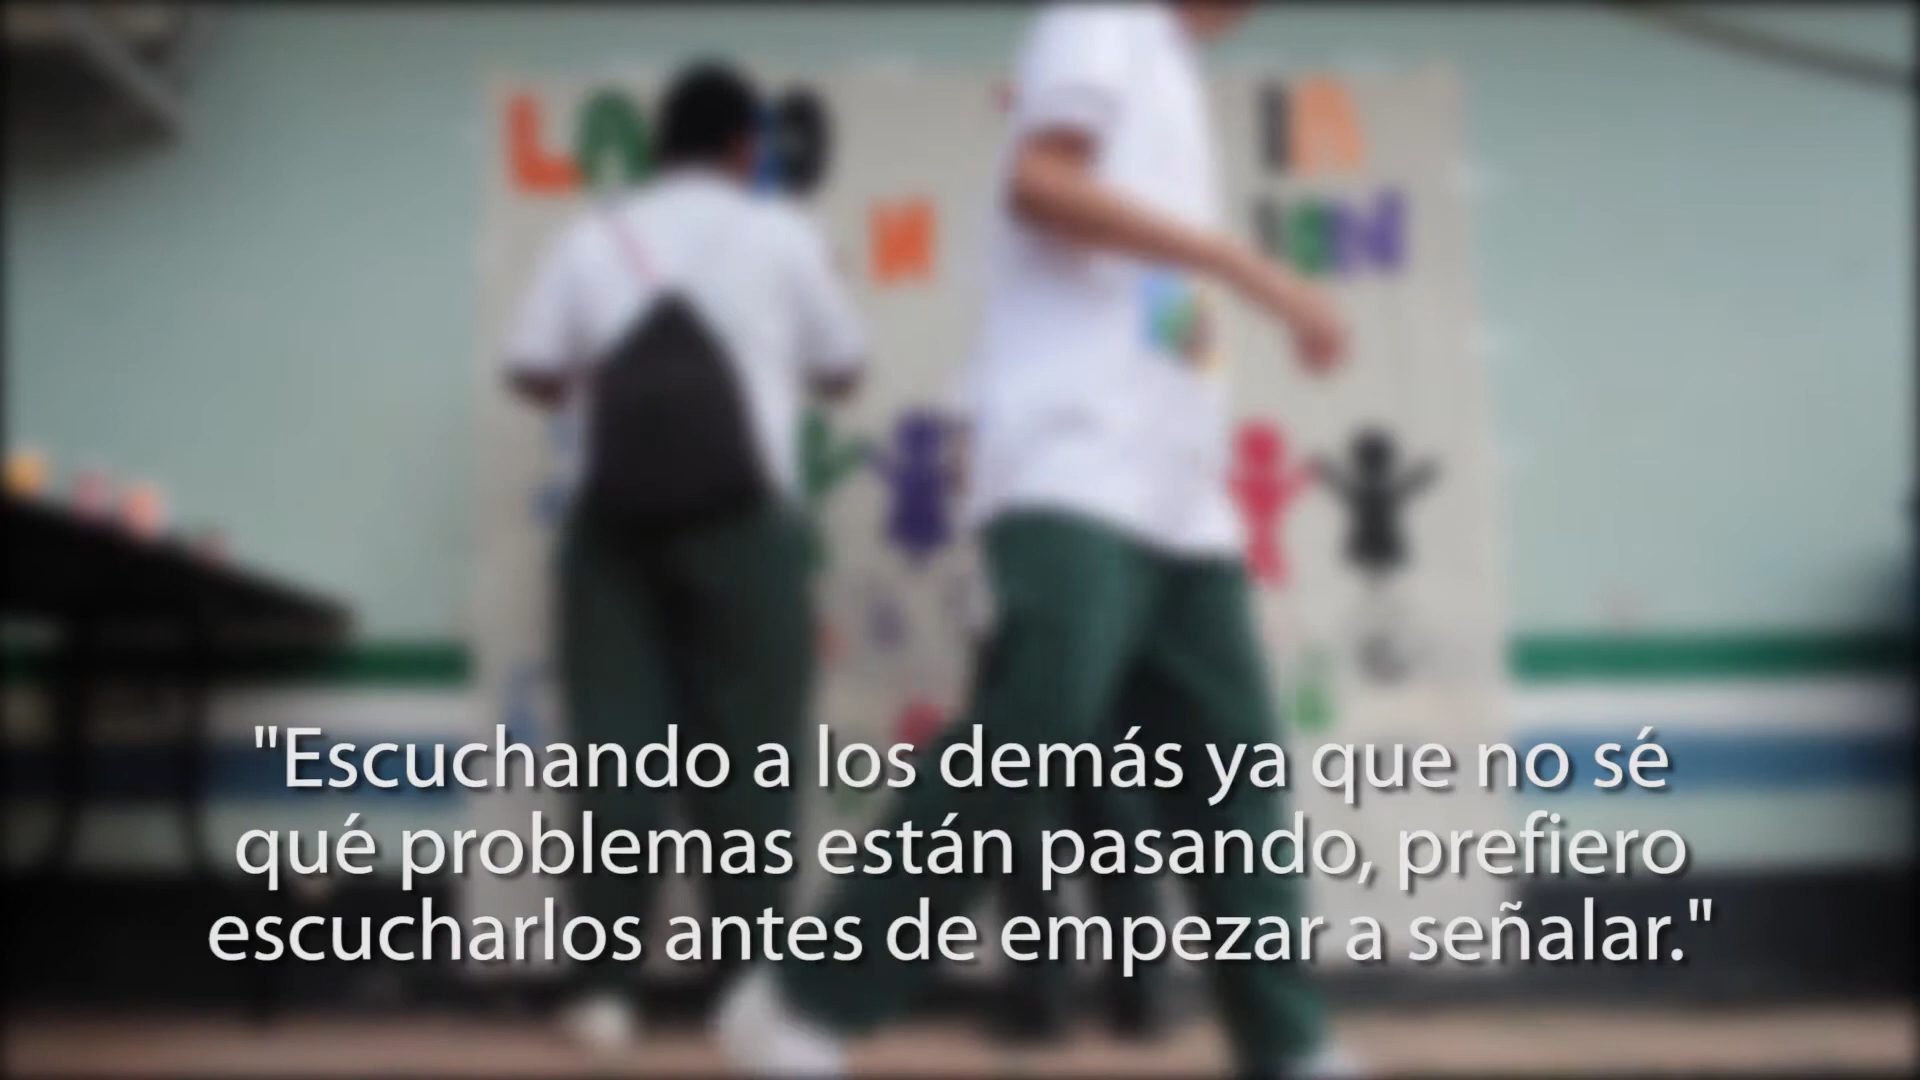 "Escuchando a los demás ya que no sé
qué problemas están pasando, prefiero
escucharlos antes de empezar a señalar."